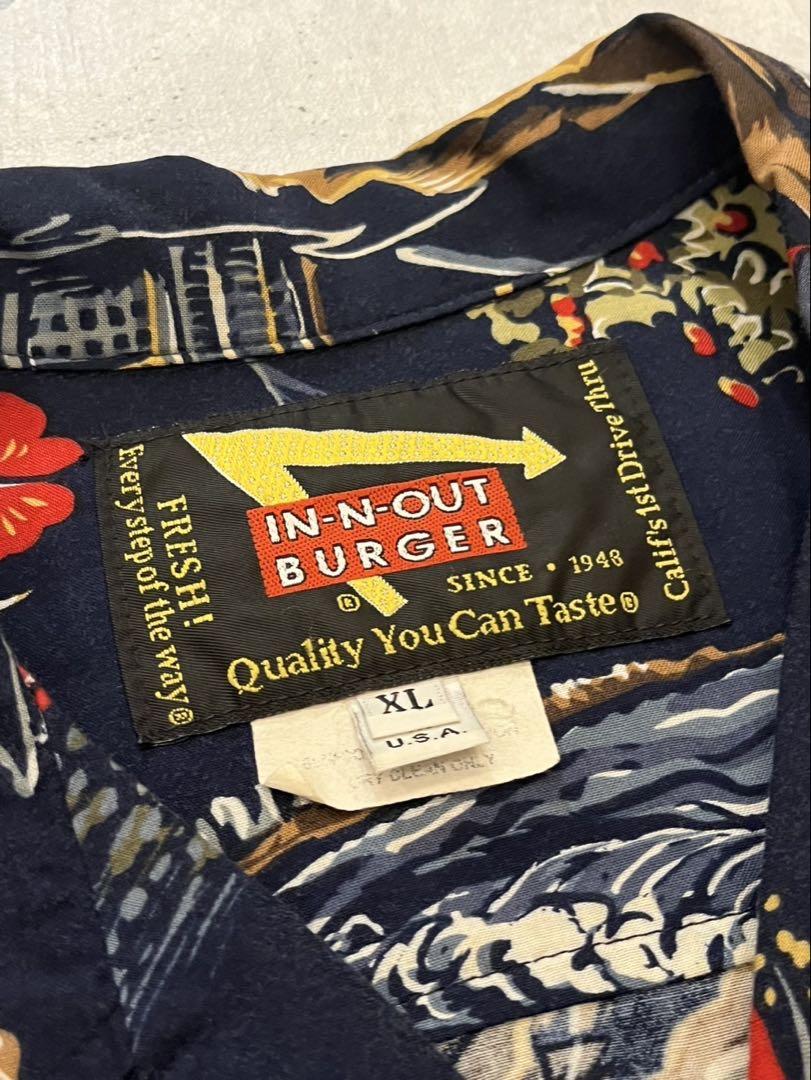 FRESH!
Every step of the way®
IN-N-OUT
BURGER
®
SINCE • 1948
Quality You Can Taste®
Calif's 1st Drive Thru
XL
U.S.A.
DRY CLEAN ONLY